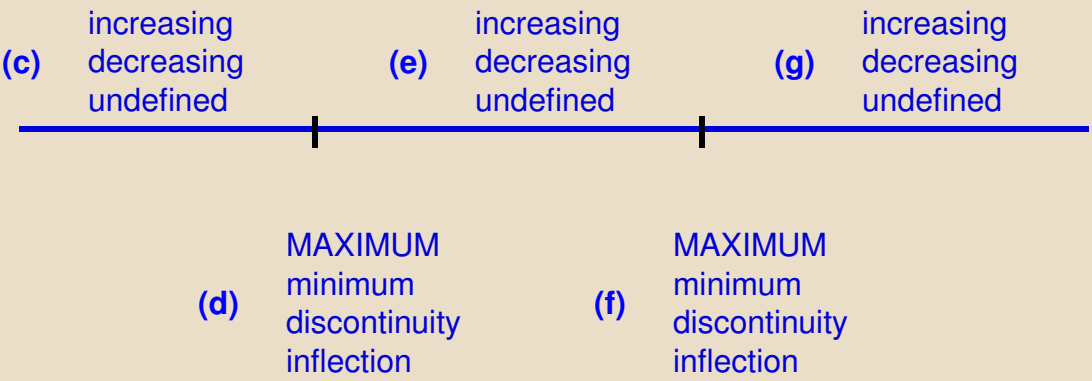 increasing increasing increasing
(c) decreasing (e) decreasing (g) decreasing
undefined undefined undefined
MAXIMUM MAXIMUM
minimum minimum
(d) (f)
discontinuity discontinuity
inflection inflection